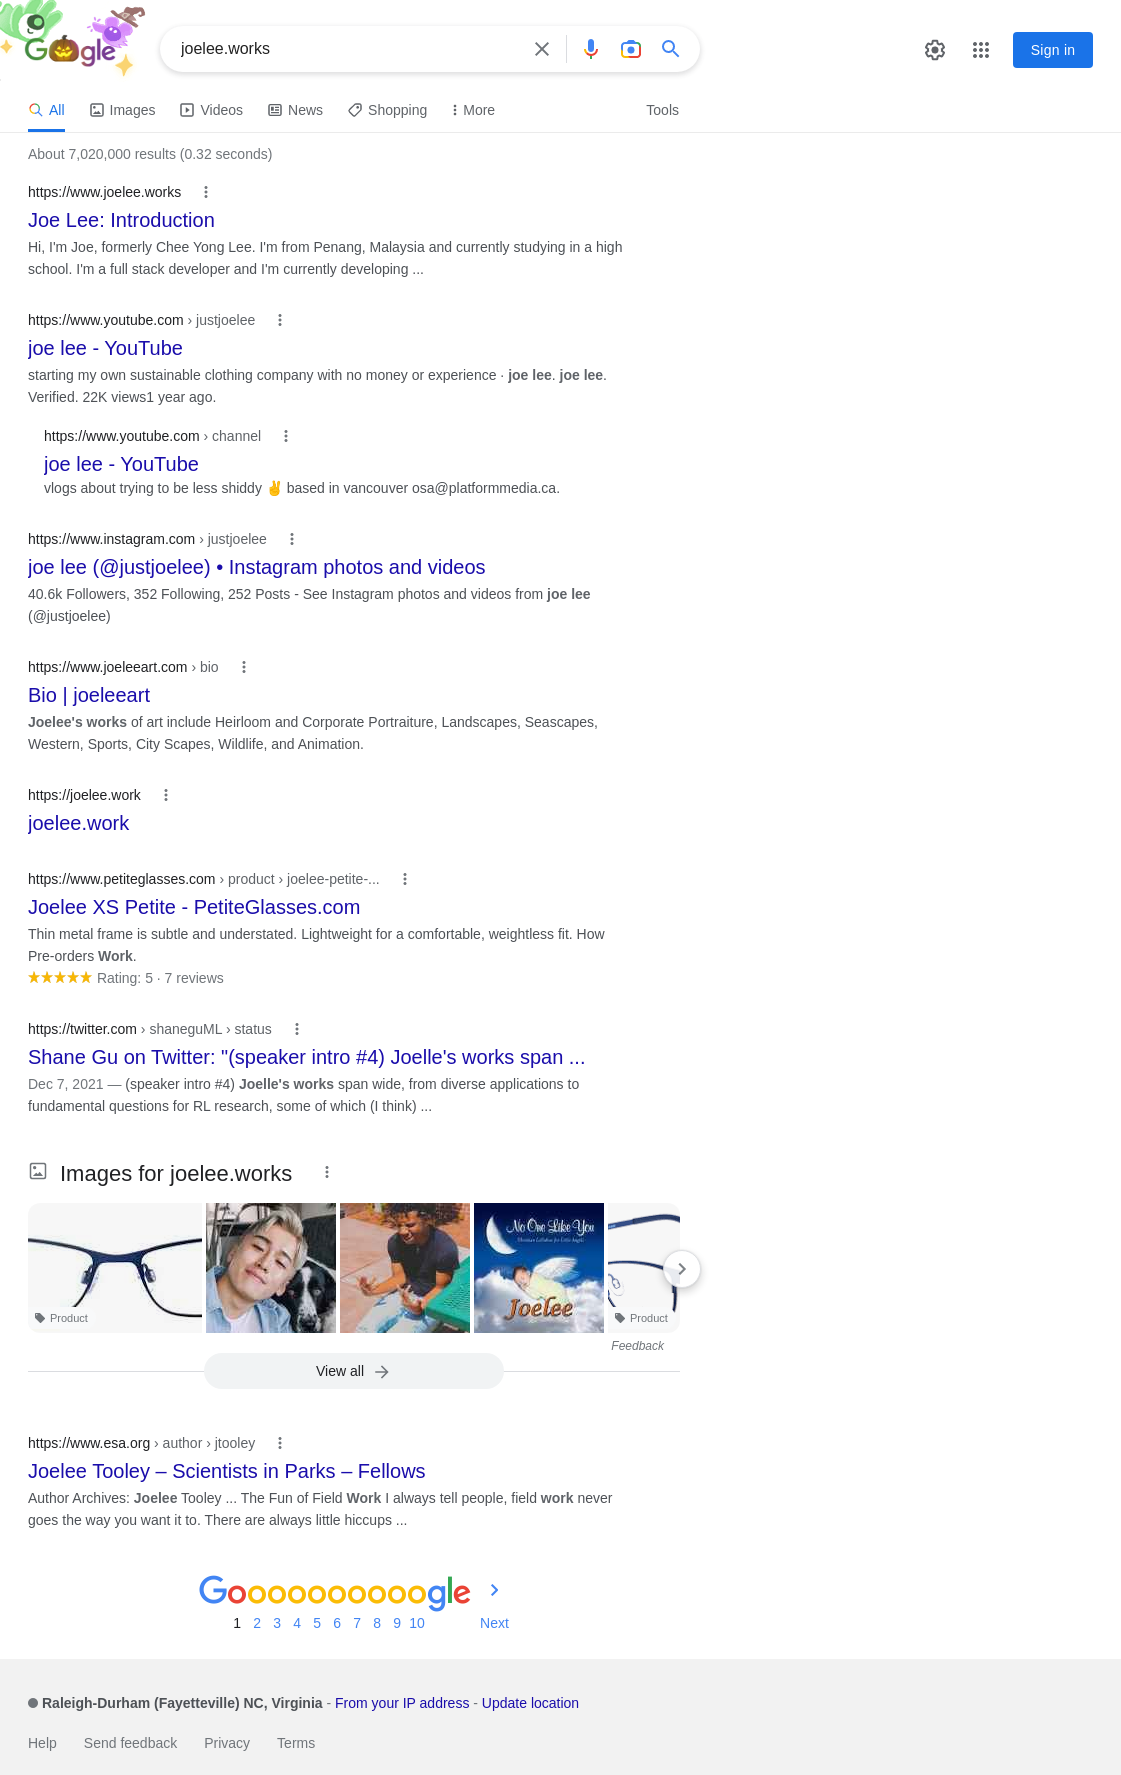 Google
joelee.works
Sign in
All
Images
Videos
News
Shopping
More
Tools
About 7,020,000 results (0.32 seconds)
https://www.joelee.works
Joe Lee: Introduction
Hi, I'm Joe, formerly Chee Yong Lee. I'm from Penang, Malaysia and currently studying in a high
school. I'm a full stack developer and I'm currently developing ...
https://www.youtube.com › justjoelee
joe lee - YouTube
starting my own sustainable clothing company with no money or experience · joe lee. joe lee.
Verified. 22K views1 year ago.
https://www.youtube.com › channel
joe lee - YouTube
vlogs about trying to be less shiddy ✌ based in vancouver osa@platformmedia.ca.
https://www.instagram.com › justjoelee
joe lee (@justjoelee) • Instagram photos and videos
40.6k Followers, 352 Following, 252 Posts - See Instagram photos and videos from joe lee
(@justjoelee)
https://www.joeleeart.com › bio
Bio | joeleeart
Joelee's works of art include Heirloom and Corporate Portraiture, Landscapes, Seascapes,
Western, Sports, City Scapes, Wildlife, and Animation.
https://joelee.work
joelee.work
https://www.petiteglasses.com › product › joelee-petite-...
Joelee XS Petite - PetiteGlasses.com
Thin metal frame is subtle and understated. Lightweight for a comfortable, weightless fit. How
Pre-orders Work.
Rating: 5 · 7 reviews
https://twitter.com › shaneguML › status
Shane Gu on Twitter: "(speaker intro #4) Joelle's works span ...
Dec 7, 2021 — (speaker intro #4) Joelle's works span wide, from diverse applications to
fundamental questions for RL research, some of which (I think) ...
Images for joelee.works
No One Like You
Joelee
Product
Product
Feedback
View all
https://www.esa.org › author › jtooley
Joelee Tooley – Scientists in Parks – Fellows
Author Archives: Joelee Tooley ... The Fun of Field Work I always tell people, field work never
goes the way you want it to. There are always little hiccups ...
Goooooooooogle
1 2 3 4 5 6 7 8 9 10 Next
Raleigh-Durham (Fayetteville) NC, Virginia - From your IP address - Update location
Help Send feedback Privacy Terms